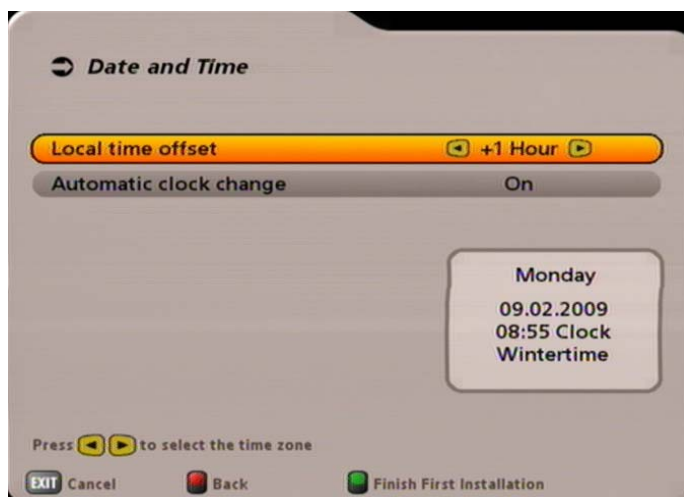 Date and Time
Local time offset +1 Hour
Automatic clock change On
Monday
09.02.2009
08:55 Clock
Wintertime
Press to select the time zone
EXIT Cancel Back Finish First Installation